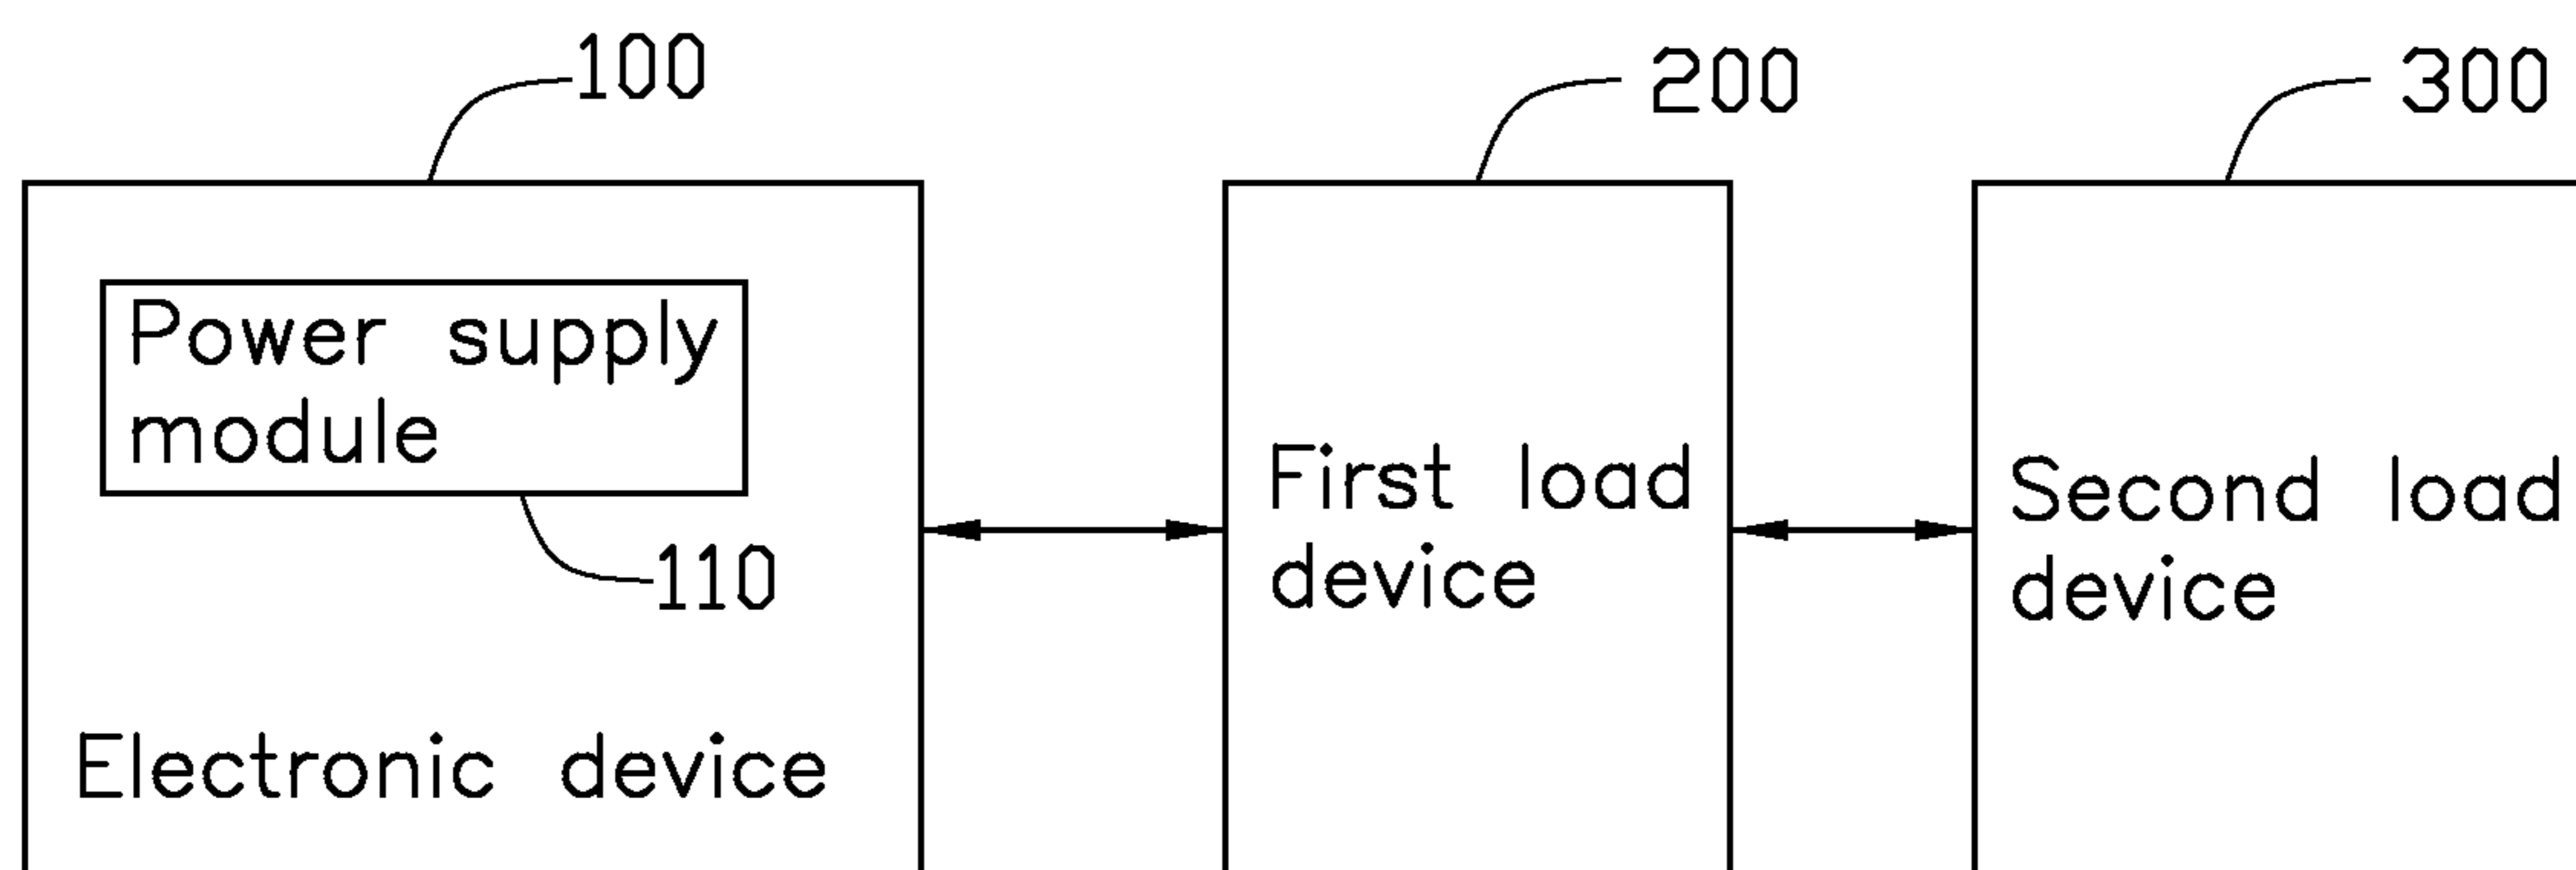 100
200
300
Power supply
module
110
First load
device
Second load
device
Electronic device